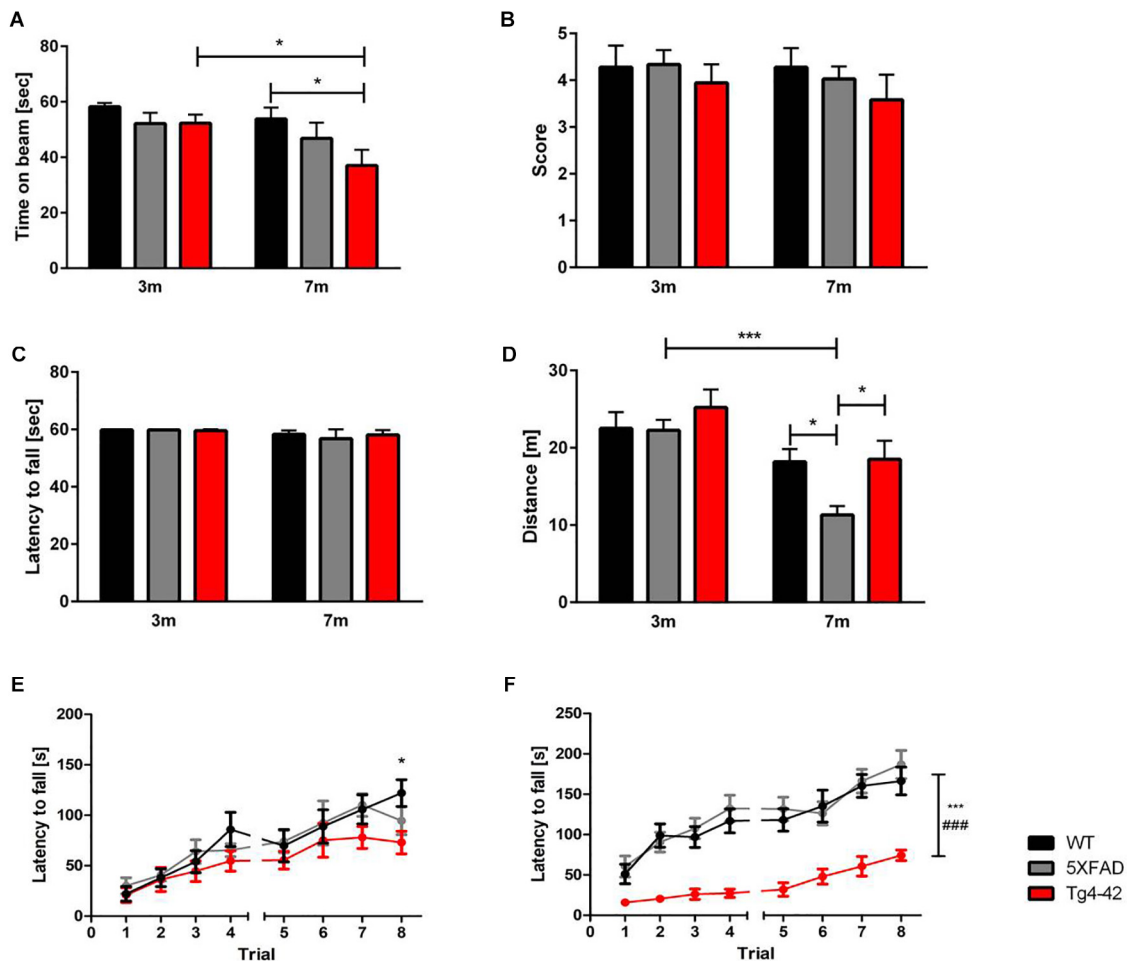 A
Time on beam [sec]
80
60
40
20
0
*
*
3m
7m
B
Score
5
4
3
2
1
0
3m
7m
C
Latency to fall [sec]
80
60
40
20
0
3m
7m
D
Distance [m]
30
20
10
0
***
*
*
3m
7m
E
Latency to fall [s]
200
150
100
50
0
*
0 1 2 3 4 5 6 7 8
Trial
F
Latency to fall [s]
250
200
150
100
50
0
***
###
0 1 2 3 4 5 6 7 8
Trial
WT
5XFAD
Tg4-42